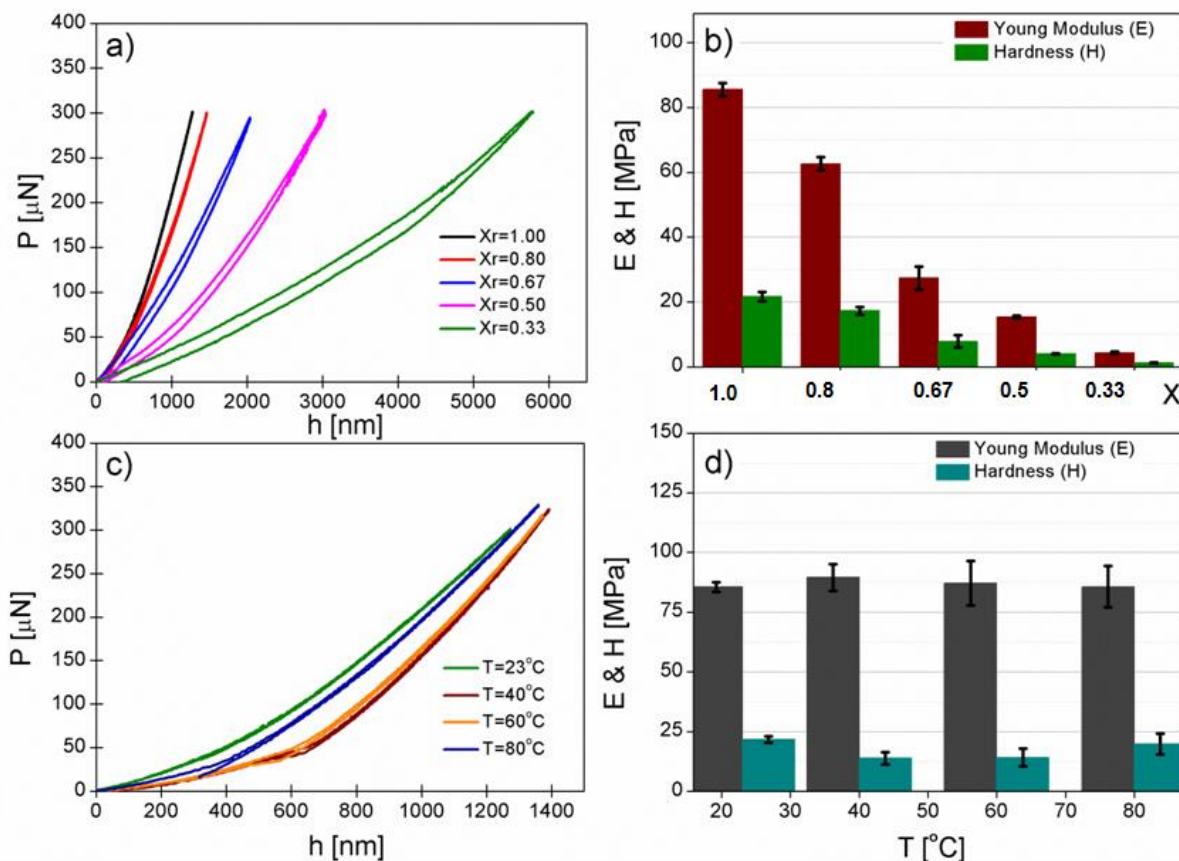 a)
P [μN]
400
350
300
250
200
150
100
50
0
Xr=1.00
Xr=0.80
Xr=0.67
Xr=0.50
Xr=0.33
0 1000 2000 3000 4000 5000 6000
h [nm]
b)
Young Modulus (E)
Hardness (H)
E & H [MPa]
100
80
60
40
20
0
1.0 0.8 0.67 0.5 0.33 X
c)
P [μN]
400
350
300
250
200
150
100
50
0
T=23°C
T=40°C
T=60°C
T=80°C
0 200 400 600 800 1000 1200 1400
h [nm]
d)
Young Modulus (E)
Hardness (H)
E & H [MPa]
150
125
100
75
50
25
0
20 30 40 50 60 70 80
T [°C]